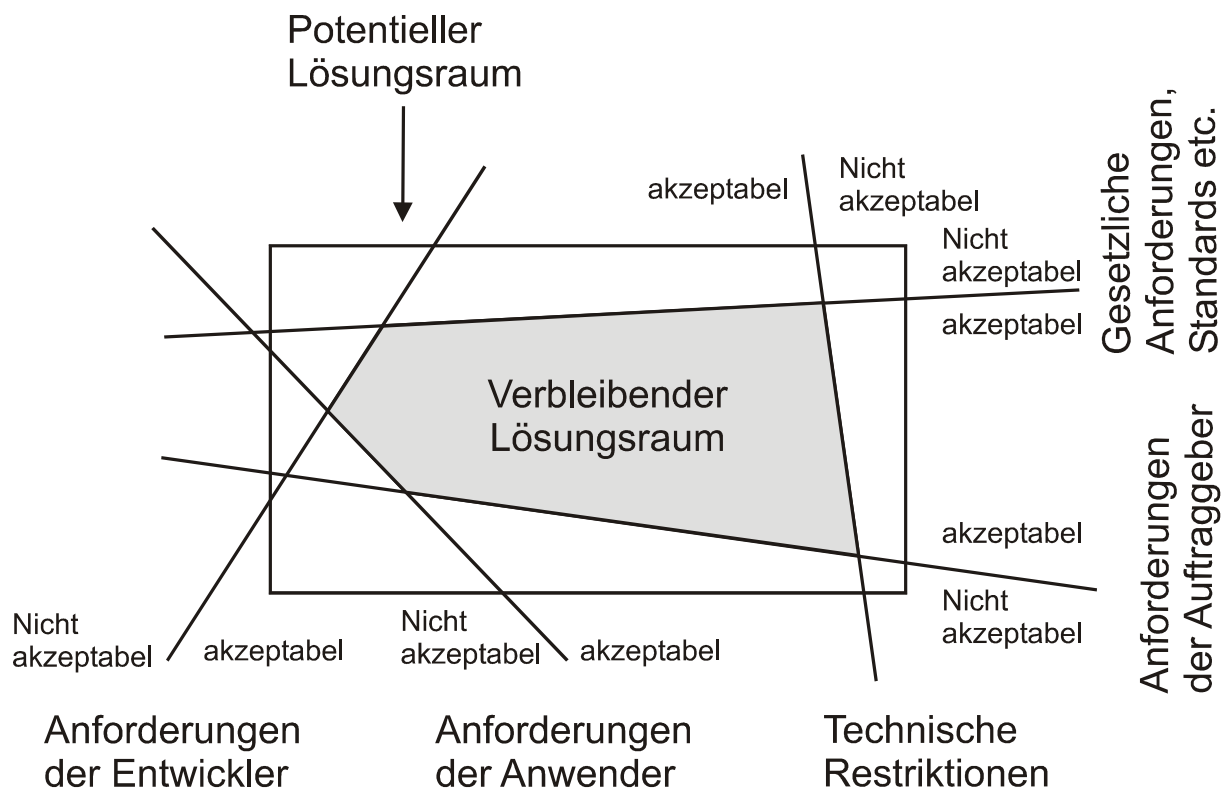 Potentieller
Lösungsraum
akzeptabel
Nicht
akzeptabel
Nicht
akzeptabel
akzeptabel
Gesetzliche
Anforderungen,
Standards etc.
Verbleibender
Lösungsraum
akzeptabel
Nicht
akzeptabel
Anforderungen
der Auftraggeber
Nicht
akzeptabel
akzeptabel
Nicht
akzeptabel
akzeptabel
Anforderungen
der Entwickler
Anforderungen
der Anwender
Technische
Restriktionen